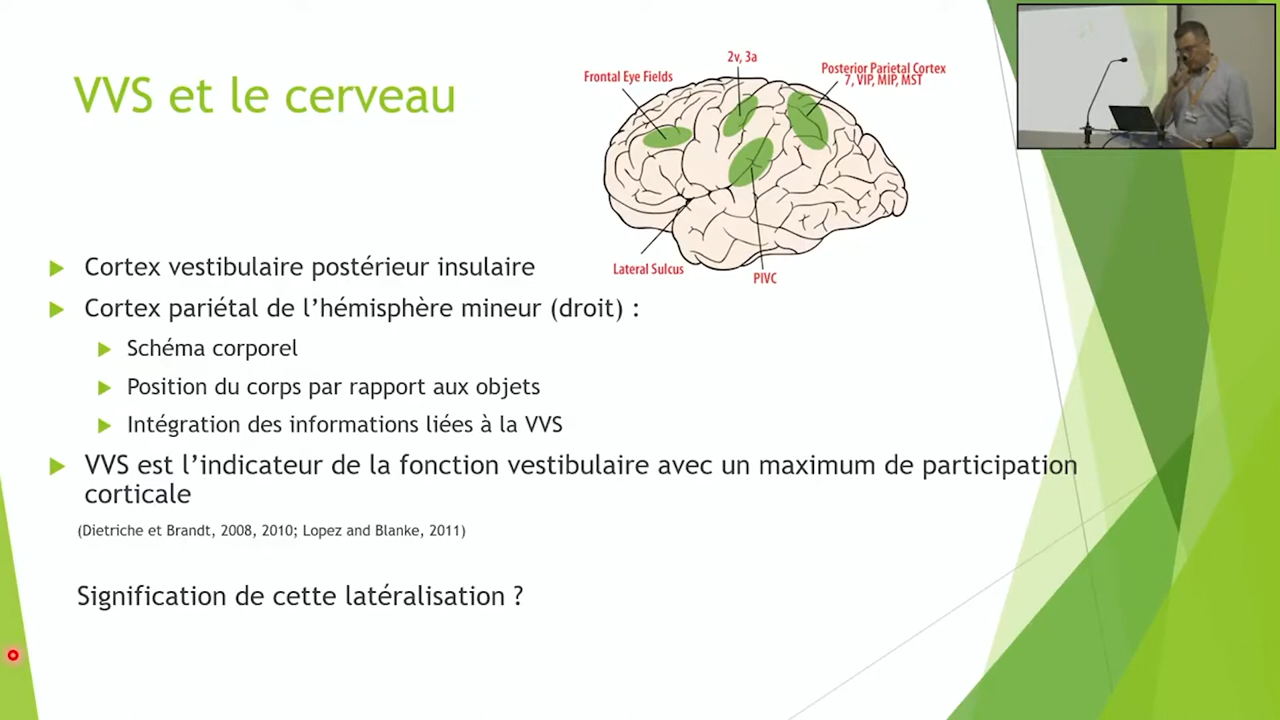 VVS et le cerveau
2v, 3a
Frontal Eye Fields
Posterior Parietal Cortex
7, VIP, MIP, MST
Lateral Sulcus
PIVC
Cortex vestibulaire postérieur insulaire
Cortex pariétal de l’hémisphère mineur (droit) :
Schéma corporel
Position du corps par rapport aux objets
Intégration des informations liées à la VVS
VVS est l’indicateur de la fonction vestibulaire avec un maximum de participation
corticale
(Dietriche et Brandt, 2008, 2010; Lopez and Blanke, 2011)
Signification de cette latéralisation ?